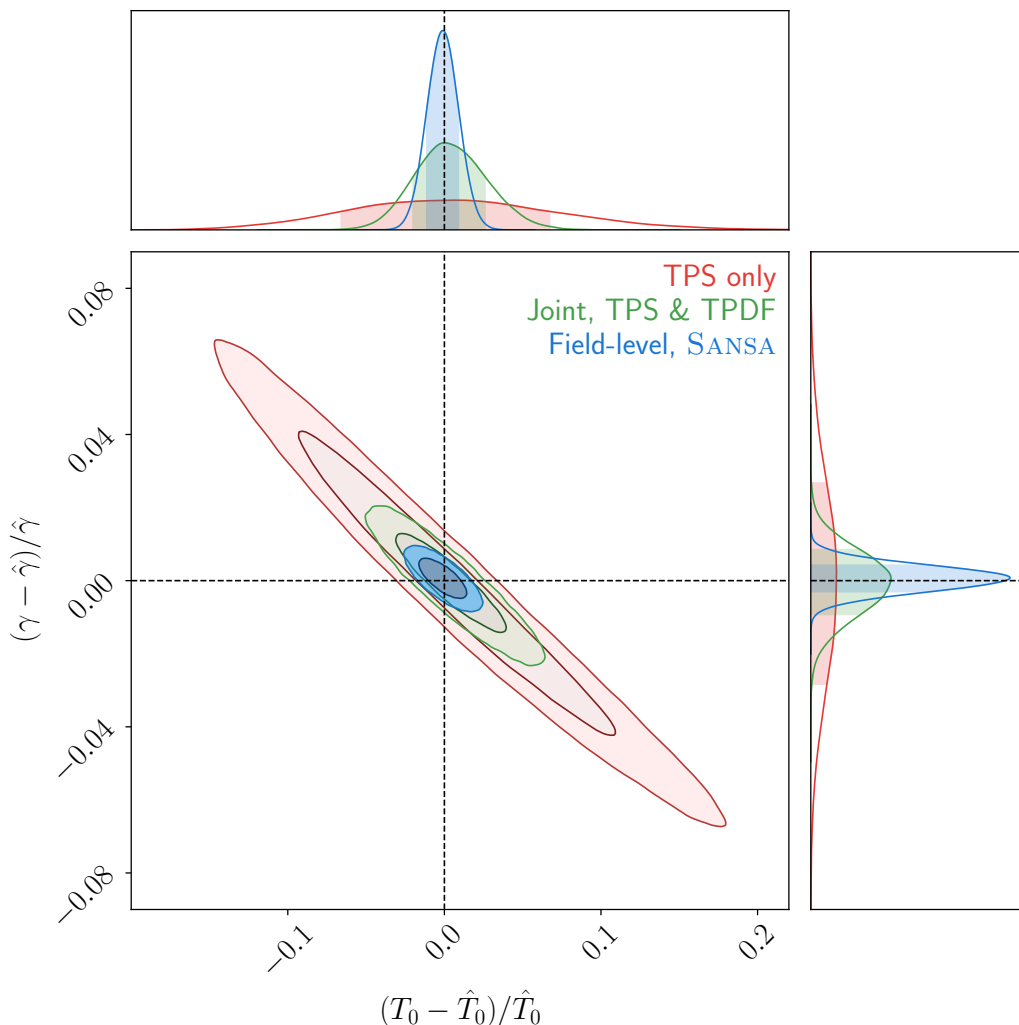 TPS only
Joint, TPS & TPDF
Field-level, SANSA
0.08
0.04
0.00
−0.04
−0.08
(γ − γ̂)/γ̂
−0.1
0.0
0.1
0.2
(T₀ − T̂₀)/T̂₀